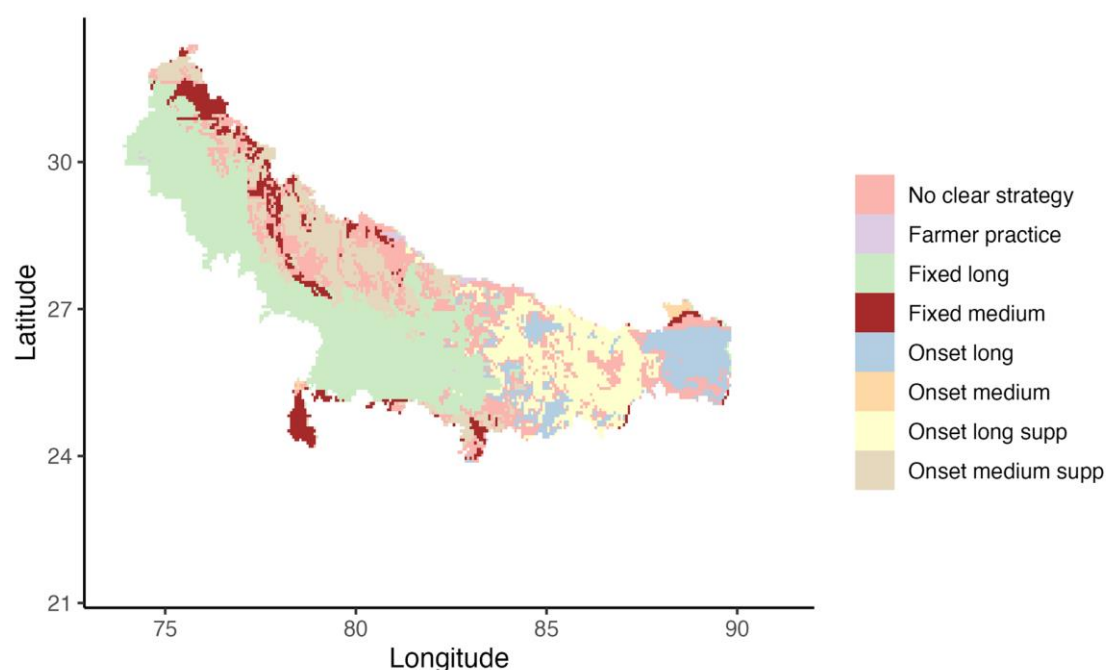 30
27
24
21
Latitude
75
80
85
90
Longitude
No clear strategy
Farmer practice
Fixed long
Fixed medium
Onset long
Onset medium
Onset long supp
Onset medium supp